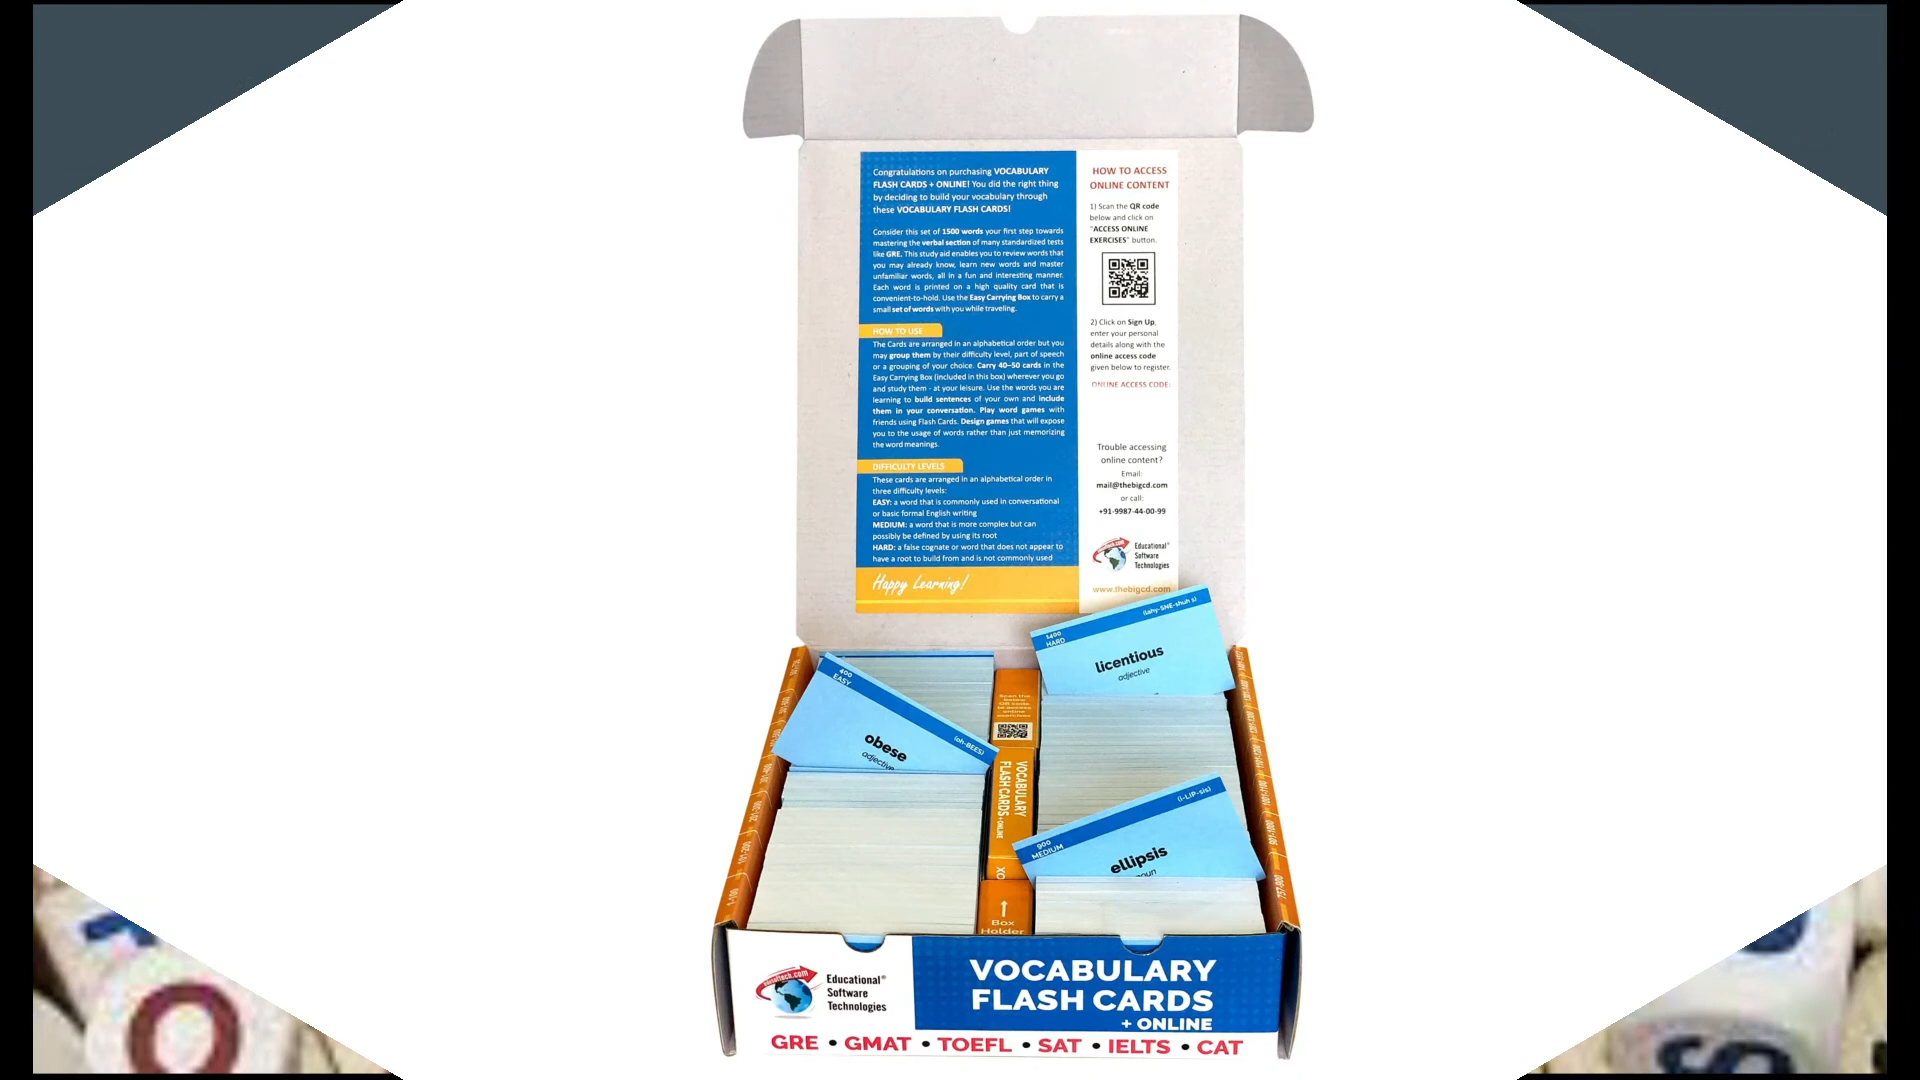 Congratulations on purchasing VOCABULARY
FLASH CARDS + ONLINE! You did the right thing
by deciding to build your vocabulary through
these VOCABULARY FLASH CARDS!
Consider this set of 1500 words your first step towards
mastering the verbal section of many standardized tests
like GRE. This study aid enables you to review words that
you may already know, learn new words and master
unfamiliar words, all in a fun and interesting manner.
Each word is printed on a high quality card that is
convenient-to-hold. Use the Easy Carrying Box to carry a
small set of words with you while traveling.
HOW TO USE
The Cards are arranged in an alphabetical order but you
may group them by their difficulty level, part of speech
or a grouping of your choice. Carry 40–50 cards in the
Easy Carrying Box (included in this box) wherever you go
and study them - at your leisure. Use the words you are
learning to build sentences of your own and include
them in your conversation. Play word games with
friends using Flash Cards. Design games that will expose
you to the usage of words rather than just memorizing
the word meanings.
DIFFICULTY LEVELS
These cards are arranged in an alphabetical order in
three difficulty levels:
EASY: a word that is commonly used in conversational
or basic formal English writing
MEDIUM: a word that is more complex but can
possibly be defined by using its root
HARD: a false cognate or word that does not appear to
have a root to build from and is not commonly used
Happy Learning!
HOW TO ACCESS
ONLINE CONTENT
1) Scan the QR code
below and click on
"ACCESS ONLINE
EXERCISES" button.
2) Click on Sign Up,
enter your personal
details along with the
online access code
given below to register.
ONLINE ACCESS CODE:
Trouble accessing
online content?
Email:
mail@thebigcd.com
or call:
+91-9987-44-00-99
Educational®
Software
Technologies
www.thebigcd.com
1400
HARD
(lahy-SNE-shuh s)
licentious
adjective
400
EASY
(oh-BEES)
obese
adjective
Scan the
VOCABULARY
FLASH CARDS
+ ONLINE
900
MEDIUM
(i-LIP-sis)
ellipsis
noun
Box
Holder
1-100
101-200
201-300
757-900
Educational®
Software
Technologies
VOCABULARY
FLASH CARDS
+ ONLINE
GRE • GMAT • TOEFL • SAT • IELTS • CAT